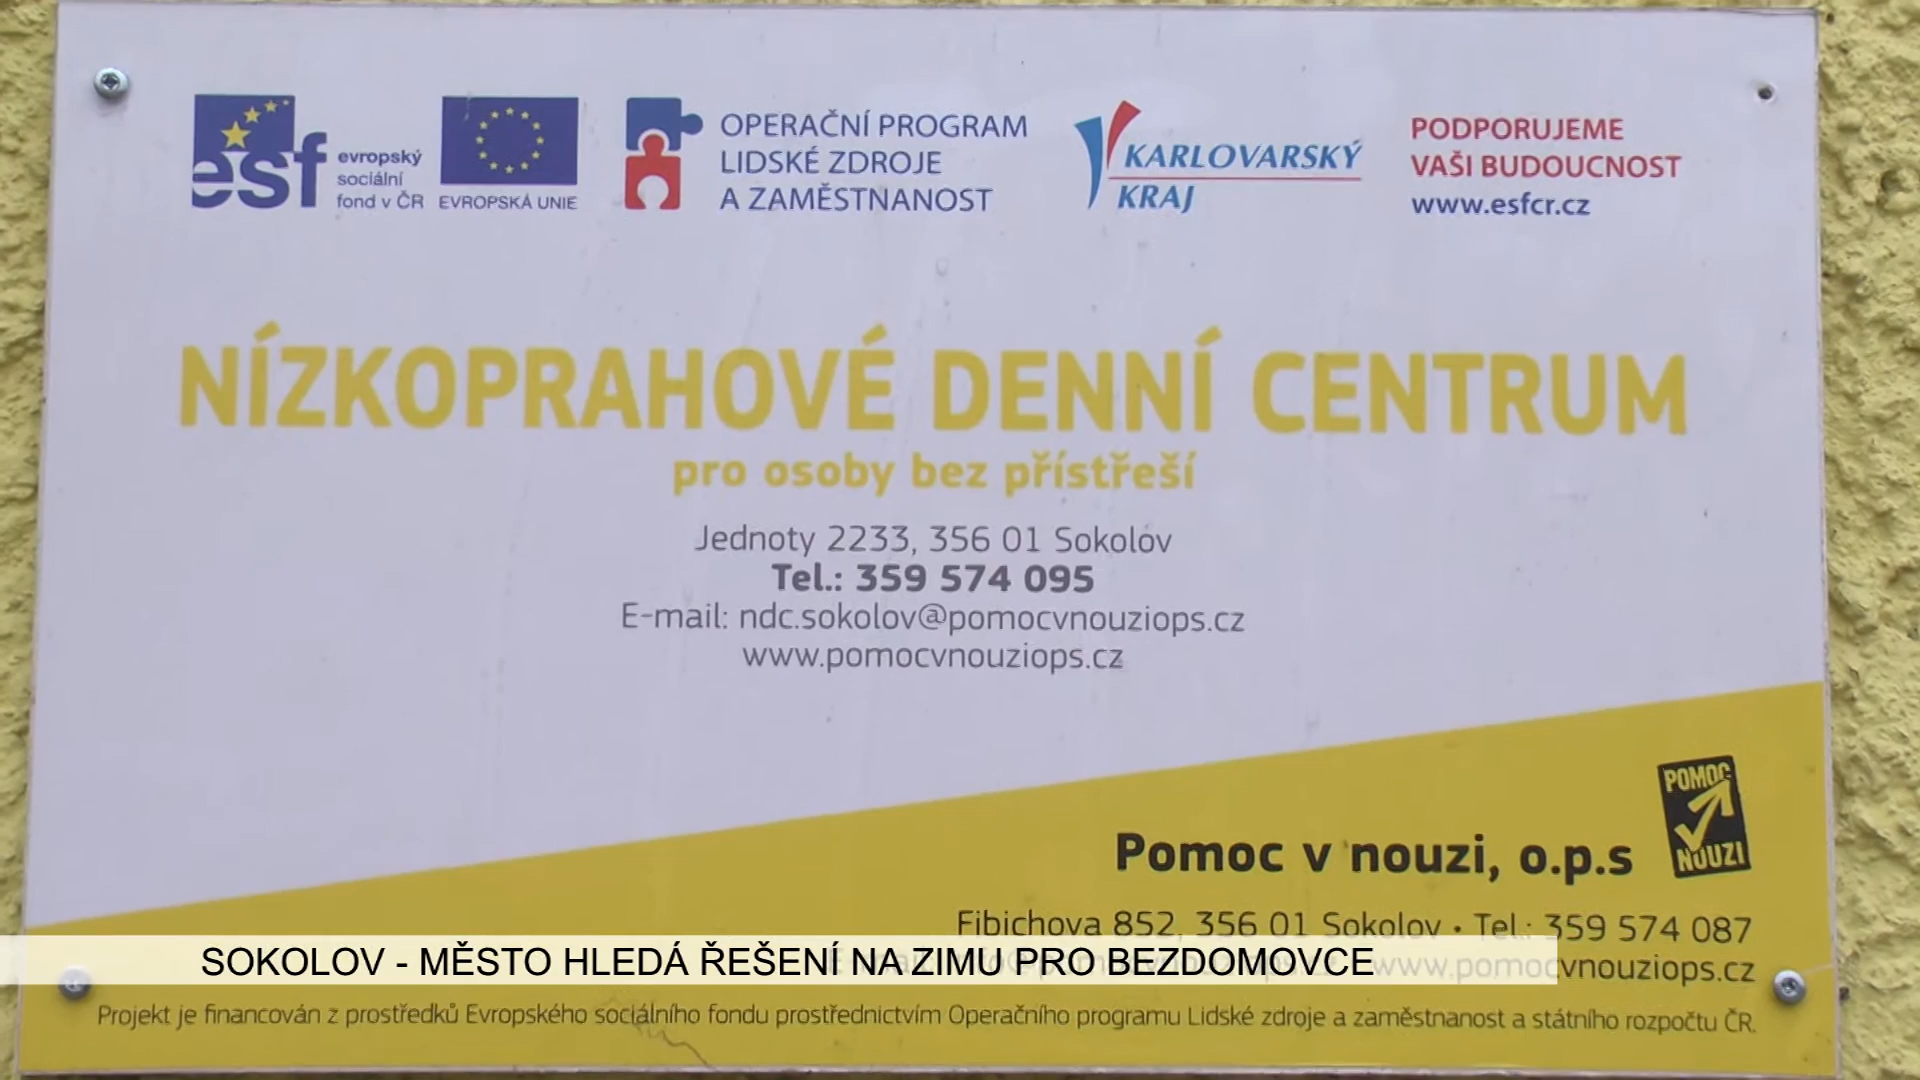 esf evropský sociální fond v ČR
EVROPSKÁ UNIE
OPERAČNÍ PROGRAM
LIDSKÉ ZDROJE
A ZAMĚSTNANOST
KARLOVARSKÝ
KRAJ
PODPORUJEME
VAŠI BUDOUCNOST
www.esfcr.cz
NÍZKOPRAHOVÉ DENNÍ CENTRUM
pro osoby bez přístřeší
Jednoty 2233, 356 01 Sokolov
Tel.: 359 574 095
E-mail: ndc.sokolov@pomocvnouziops.cz
www.pomocvnouziops.cz
POMOC
NOUZI
Pomoc v nouzi, o.p.s
Fibichova 852, 356 01 Sokolov • Tel.: 359 574 087
www.pomocvnouziops.cz
SOKOLOV - MĚSTO HLEDÁ ŘEŠENÍ NA ZIMU PRO BEZDOMOVCE
Projekt je financován z prostředků Evropského sociálního fondu prostřednictvím Operačního programu Lidské zdroje a zaměstnanost a státního rozpočtu ČR.